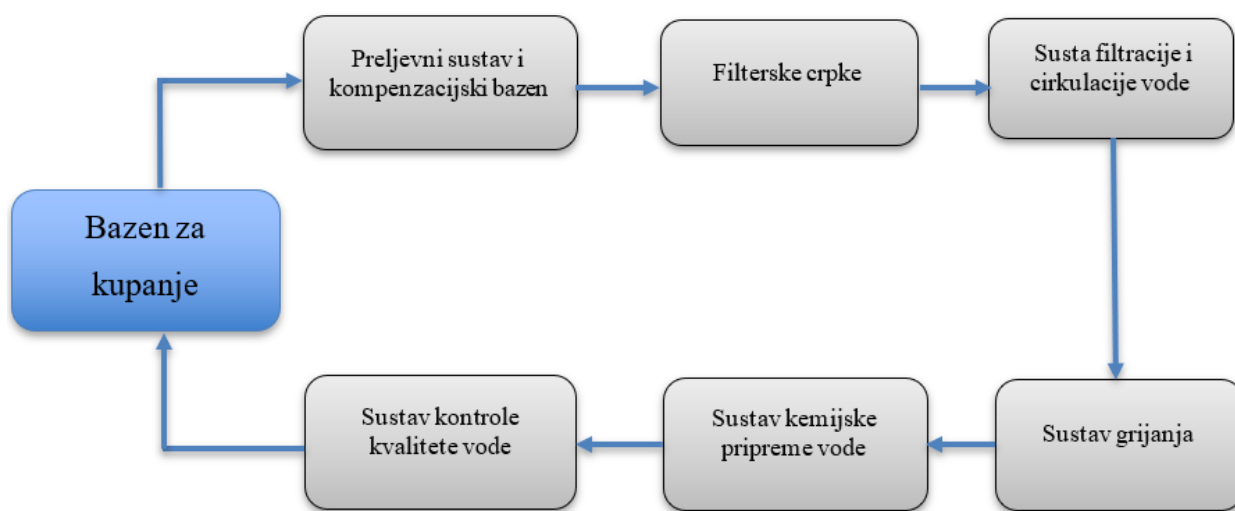 Preljevni sustav i
kompenzacijski bazen
Filterske crpke
Susta filtracije i
cirkulacije vode
Bazen za
kupanje
Sustav kontrole
kvalitete vode
Sustav kemijske
pripreme vode
Sustav grijanja